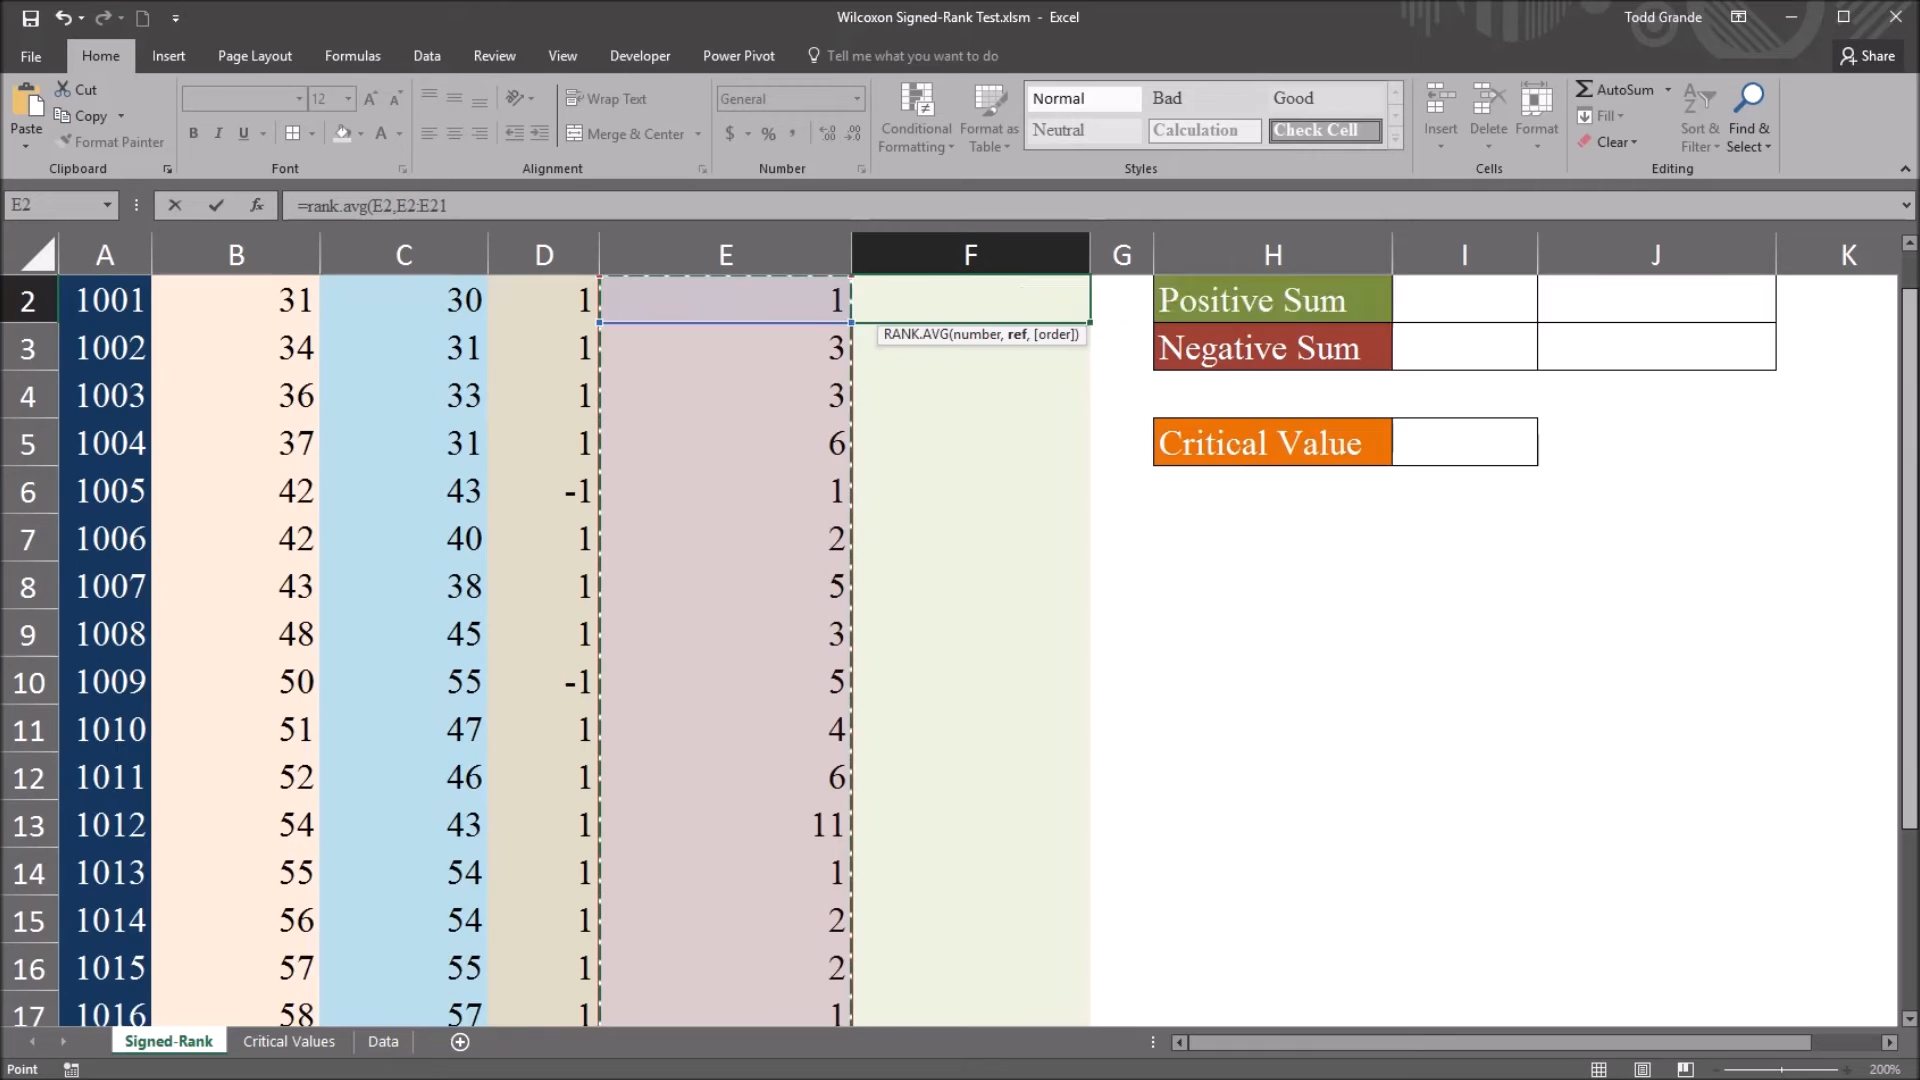 Wilcoxon Signed-Rank Test.xlsm - Excel
Todd Grande
File Home Insert Page Layout Formulas Data Review View Developer Power Pivot Tell me what you want to do Share
Paste
Cut
Copy
Format Painter
Clipboard
12
B I U
Font
Wrap Text
Merge & Center
Alignment
General
$ % ,
Number
Conditional Formatting
Format as Table
Normal Bad Good
Neutral Calculation Check Cell
Styles
Insert Delete Format
Cells
AutoSum
Fill
Clear
Sort & Filter
Find & Select
Editing
E2 fx =rank.avg(E2,E2:E21
A B C D E F G H I J K
2 1001 31 30 1 1 Positive Sum
RANK.AVG(number, ref, [order])
3 1002 34 31 1 3 Negative Sum
4 1003 36 33 1 3
5 1004 37 31 1 6 Critical Value
6 1005 42 43 -1 1
7 1006 42 40 1 2
8 1007 43 38 1 5
9 1008 48 45 1 3
10 1009 50 55 -1 5
11 1010 51 47 1 4
12 1011 52 46 1 6
13 1012 54 43 1 11
14 1013 55 54 1 1
15 1014 56 54 1 2
16 1015 57 55 1 2
17 1016 58 57 1 1
Signed-Rank Critical Values Data
Point 200%